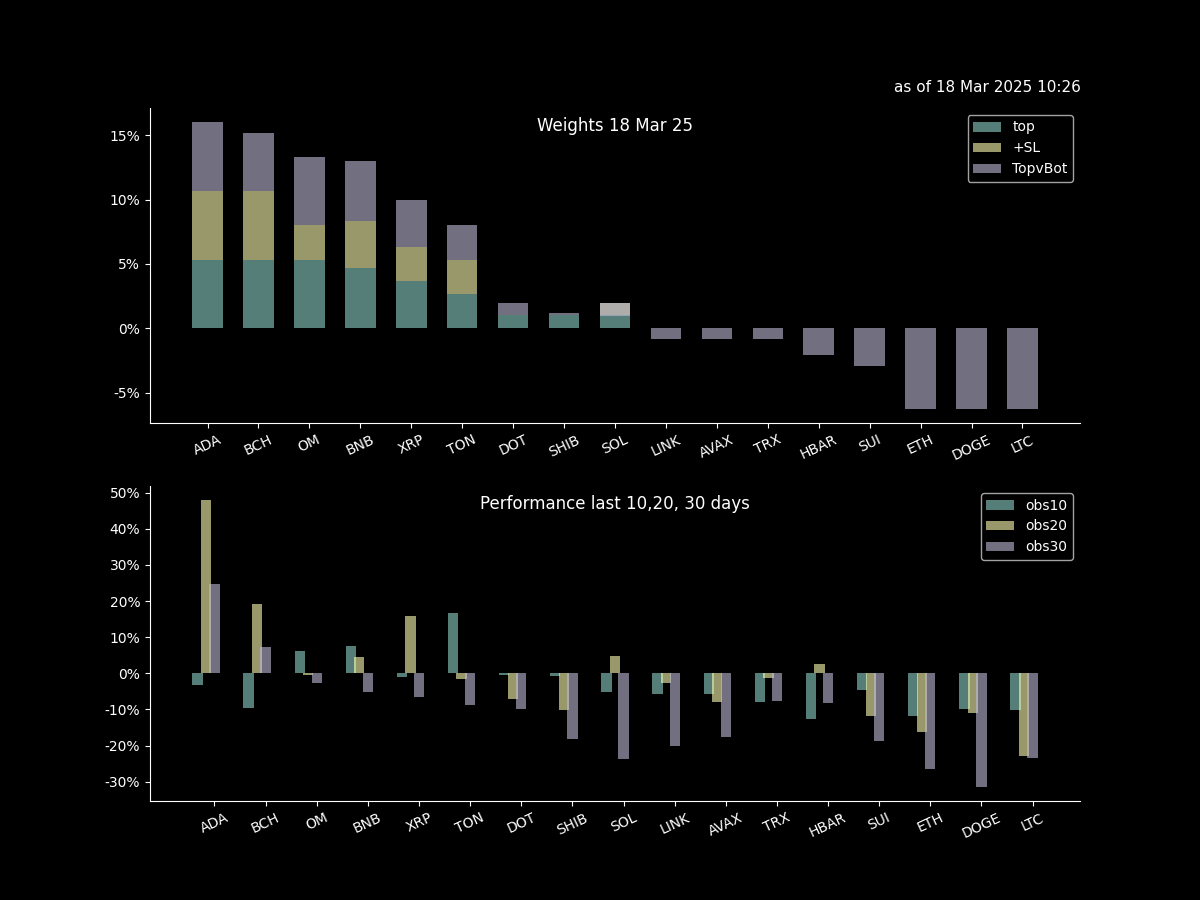 as of 18 Mar 2025 10:26
Weights 18 Mar 25
top
+SL
TopvBot
15%
10%
5%
0%
-5%
ADA BCH OM BNB XRP TON DOT SHIB SOL LINK AVAX TRX HBAR SUI ETH DOGE LTC
Performance last 10,20, 30 days
obs10
obs20
obs30
50%
40%
30%
20%
10%
0%
-10%
-20%
-30%
ADA BCH OM BNB XRP TON DOT SHIB SOL LINK AVAX TRX HBAR SUI ETH DOGE LTC